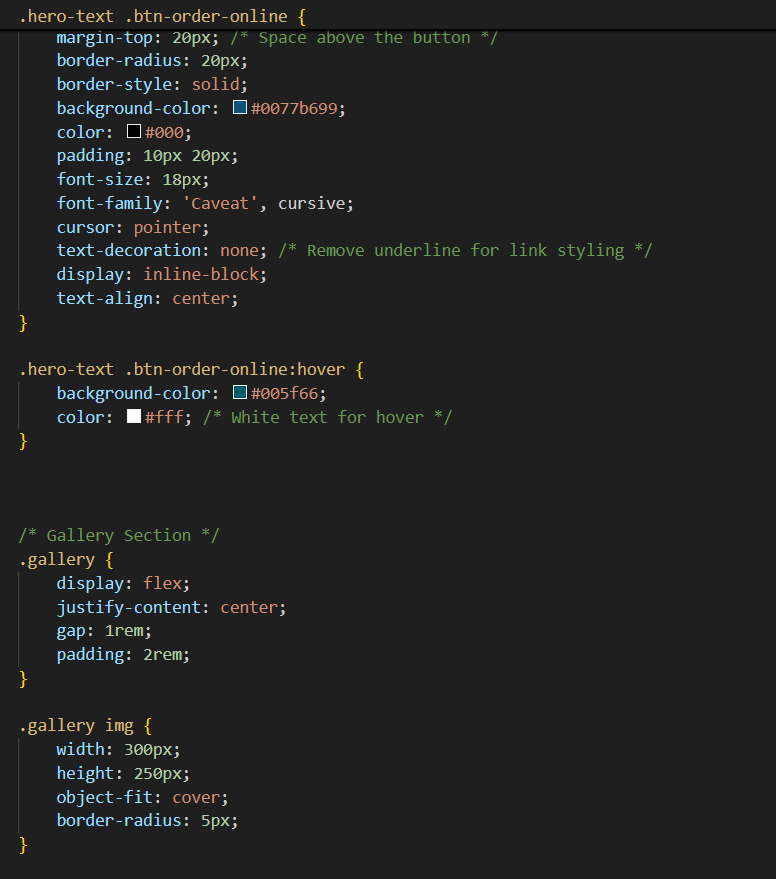 .hero-text .btn-order-online {
    margin-top: 20px; /* Space above the button */
    border-radius: 20px;
    border-style: solid;
    background-color: #0077b699;
    color: #000;
    padding: 10px 20px;
    font-size: 18px;
    font-family: 'Caveat', cursive;
    cursor: pointer;
    text-decoration: none; /* Remove underline for link styling */
    display: inline-block;
    text-align: center;
}

.hero-text .btn-order-online:hover {
    background-color: #005f66;
    color: #fff; /* White text for hover */
}

/* Gallery Section */
.gallery {
    display: flex;
    justify-content: center;
    gap: 1rem;
    padding: 2rem;
}

.gallery img {
    width: 300px;
    height: 250px;
    object-fit: cover;
    border-radius: 5px;
}